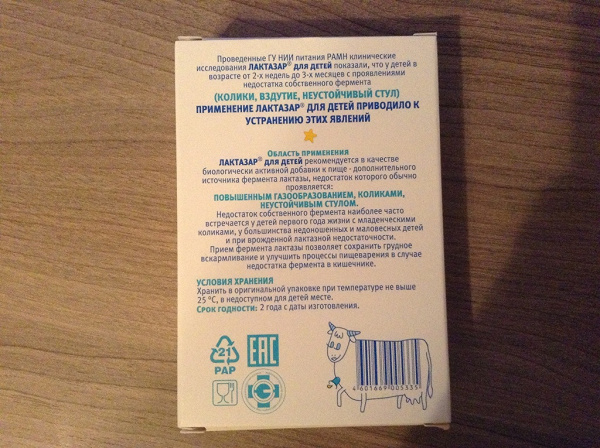 Проведенные ГУ НИИ питания РАМН клинические
исследования ЛАКТАЗАР® ДЛЯ ДЕТЕЙ показали, что у детей в
возрасте от 2-х недель до 3-х месяцев с проявлениями
недостатка собственного фермента
(КОЛИКИ, ВЗДУТИЕ, НЕУСТОЙЧИВЫЙ СТУЛ)
ПРИМЕНЕНИЕ ЛАКТАЗАР® ДЛЯ ДЕТЕЙ ПРИВОДИЛО К
УСТРАНЕНИЮ ЭТИХ ЯВЛЕНИЙ
ОБЛАСТЬ ПРИМЕНЕНИЯ
ЛАКТАЗАР® ДЛЯ ДЕТЕЙ рекомендуется в качестве
биологически активной добавки к пище - дополнительного
источника фермента лактазы, недостаток которого обычно
проявляется:
ПОВЫШЕННЫМ ГАЗООБРАЗОВАНИЕМ, КОЛИКАМИ,
НЕУСТОЙЧИВЫМ СТУЛОМ.
Недостаток собственного фермента наиболее часто
встречается у детей первого года жизни с младенческими
коликами, у большинства недоношенных и маловесных детей
и при врожденной лактазной недостаточности.
Прием фермента лактазы позволяет сохранить грудное
вскармливание и улучшить процессы пищеварения в случае
недостатка фермента в кишечнике.
УСЛОВИЯ ХРАНЕНИЯ
Хранить в оригинальной упаковке при температуре не выше
25 °С, в недоступном для детей месте.
СРОК ГОДНОСТИ: 2 года с даты изготовления.
21
PAP
EAC
4 605669 005335